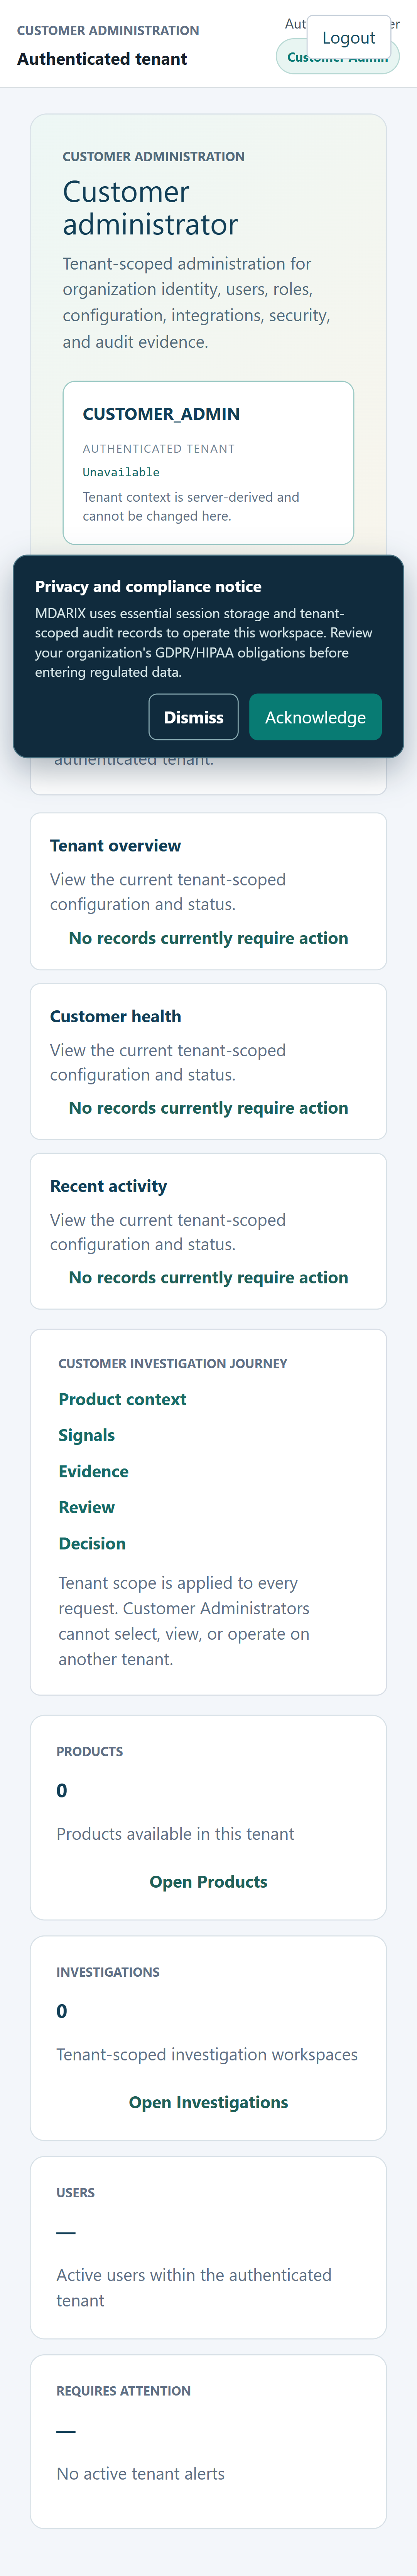 CUSTOMER ADMINISTRATION
Authenticated tenant
Logout
CUSTOMER ADMINISTRATION
Customer
administrator
Tenant-scoped administration for
organization identity, users, roles,
configuration, integrations, security,
and audit evidence.
CUSTOMER_ADMIN
AUTHENTICATED TENANT
Unavailable
Tenant context is server-derived and
cannot be changed here.
Privacy and compliance notice
MDARIX uses essential session storage and tenant-
scoped audit records to operate this workspace. Review
your organization's GDPR/HIPAA obligations before
entering regulated data.
Dismiss
Acknowledge
authenticated tenant.
Tenant overview
View the current tenant-scoped
configuration and status.
No records currently require action
Customer health
View the current tenant-scoped
configuration and status.
No records currently require action
Recent activity
View the current tenant-scoped
configuration and status.
No records currently require action
CUSTOMER INVESTIGATION JOURNEY
Product context
Signals
Evidence
Review
Decision
Tenant scope is applied to every
request. Customer Administrators
cannot select, view, or operate on
another tenant.
PRODUCTS
0
Products available in this tenant
Open Products
INVESTIGATIONS
0
Tenant-scoped investigation workspaces
Open Investigations
USERS
—
Active users within the authenticated
tenant
REQUIRES ATTENTION
—
No active tenant alerts